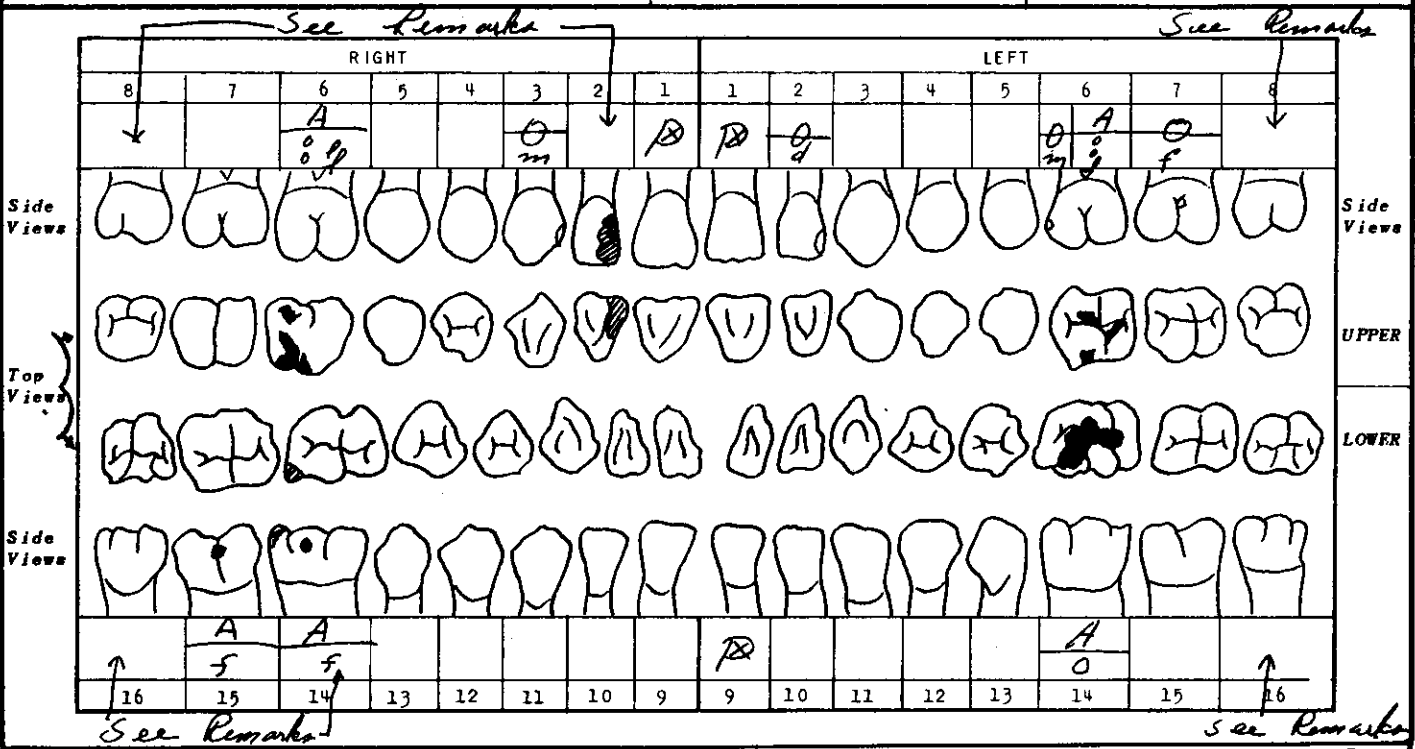 See Remarks See Remarks
RIGHT LEFT
8 7 6 5 4 3 2 1 1 2 3 4 5 6 7 8
A O O O A O
o m d m o f
o
Side Views Side Views
UPPER
Top Views
LOWER
Side Views
A A A
f f O
16 15 14 13 12 11 10 9 9 10 11 12 13 14 15 16
See Remarks See Remarks